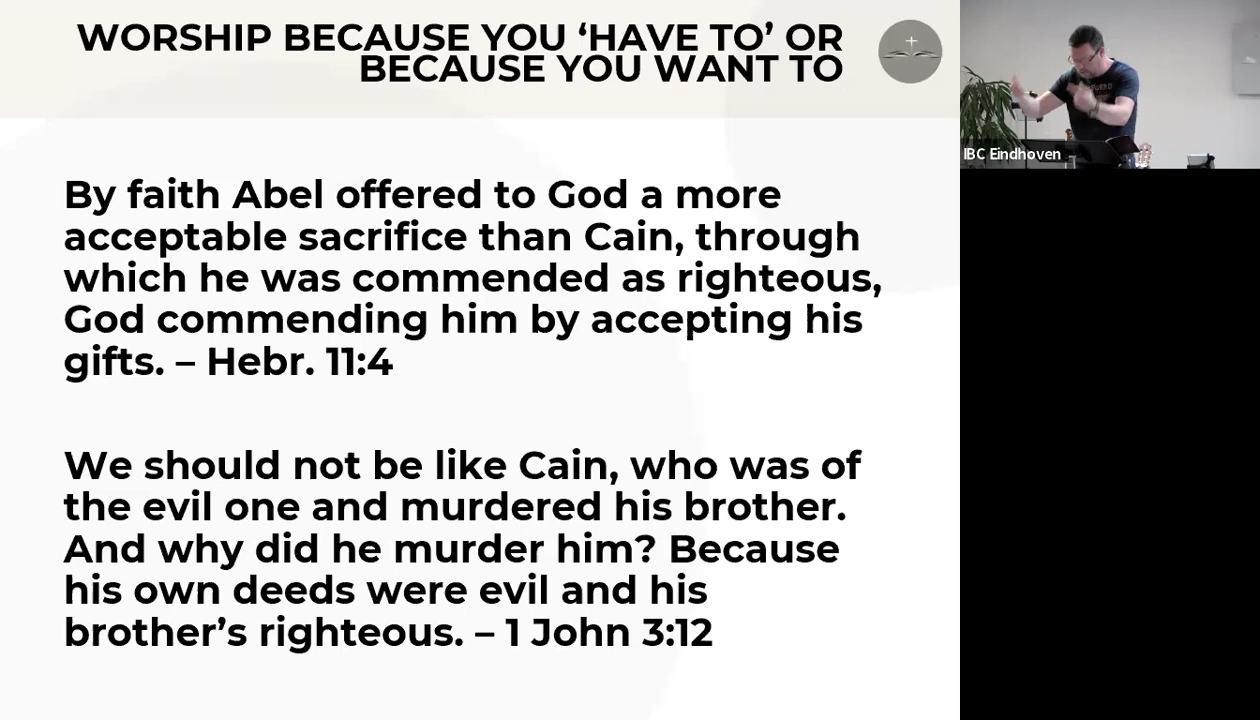 WORSHIP BECAUSE YOU ‘HAVE TO’ OR
BECAUSE YOU WANT TO
IBC Eindhoven
By faith Abel offered to God a more
acceptable sacrifice than Cain, through
which he was commended as righteous,
God commending him by accepting his
gifts. – Hebr. 11:4
We should not be like Cain, who was of
the evil one and murdered his brother.
And why did he murder him? Because
his own deeds were evil and his
brother’s righteous. – 1 John 3:12